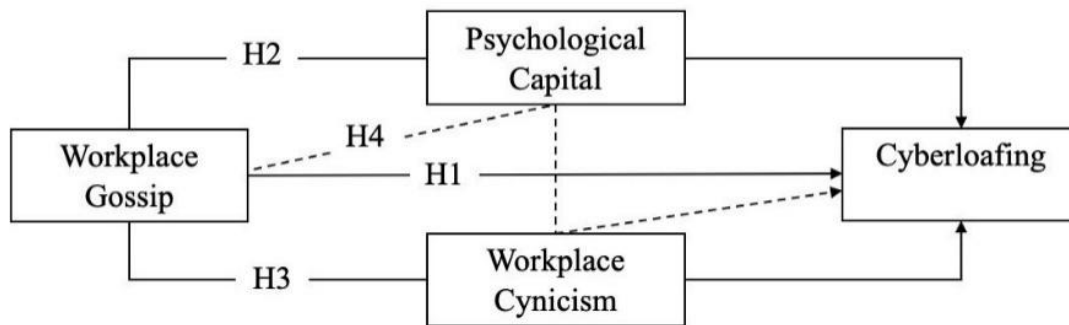 Psychological
Capital
H2
H4
Workplace
Gossip
H1
Cyberloafing
H3
Workplace
Cynicism